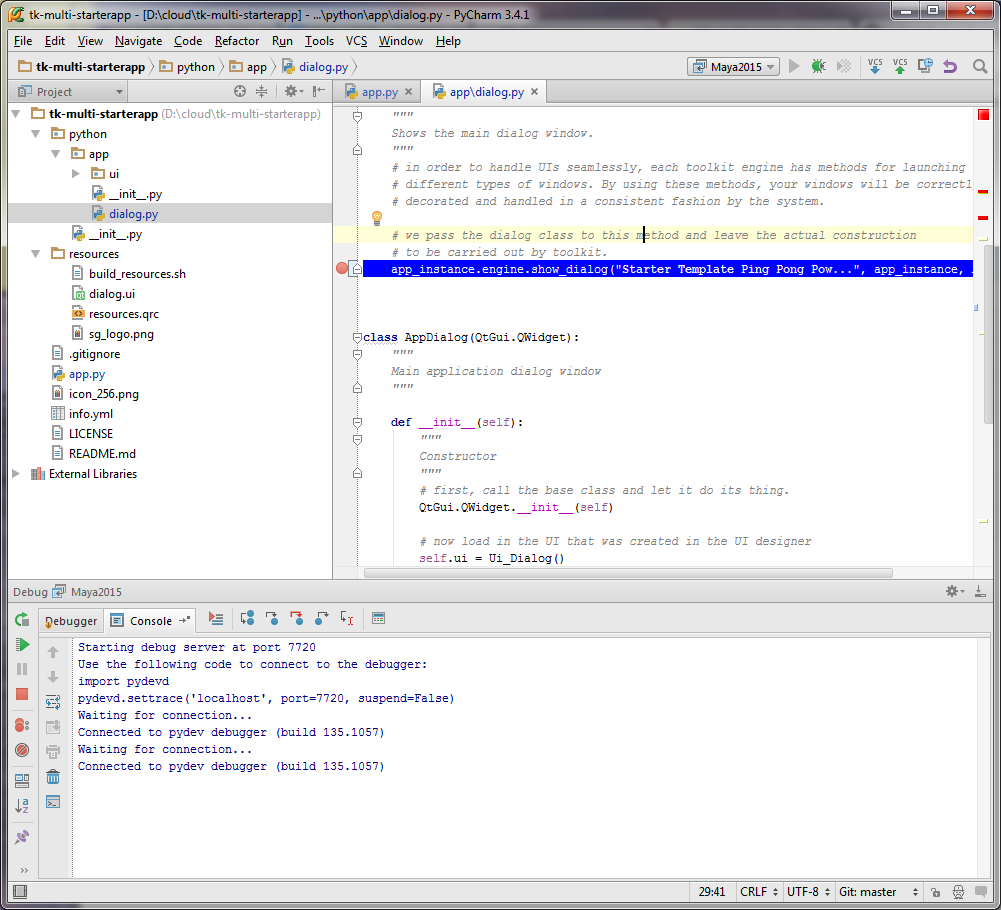 tk-multi-starterapp - [D:\cloud\tk-multi-starterapp] - ...\python\app\dialog.py - PyCharm 3.4.1
File Edit View Navigate Code Refactor Run Tools VCS Window Help
tk-multi-starterapp python app dialog.py Maya2015 VCS VCS
Project
app.py app\dialog.py
tk-multi-starterapp (D:\cloud\tk-multi-starterapp)
python
app
ui
__init__.py
dialog.py
__init__.py
resources
build_resources.sh
dialog.ui
resources.qrc
sg_logo.png
.gitignore
app.py
icon_256.png
info.yml
LICENSE
README.md
External Libraries
"""
Shows the main dialog window.
"""
# in order to handle UIs seamlessly, each toolkit engine has methods for launching
# different types of windows. By using these methods, your windows will be correctl
# decorated and handled in a consistent fashion by the system.
# we pass the dialog class to this method and leave the actual construction
# to be carried out by toolkit.
app_instance.engine.show_dialog("Starter Template Ping Pong Pow...", app_instance,
class AppDialog(QtGui.QWidget):
"""
Main application dialog window
"""
def __init__(self):
"""
Constructor
"""
# first, call the base class and let it do its thing.
QtGui.QWidget.__init__(self)
# now load in the UI that was created in the UI designer
self.ui = Ui_Dialog()
Debug Maya2015
Debugger Console
Starting debug server at port 7720
Use the following code to connect to the debugger:
import pydevd
pydevd.settrace('localhost', port=7720, suspend=False)
Waiting for connection...
Connected to pydev debugger (build 135.1057)
Waiting for connection...
Connected to pydev debugger (build 135.1057)
29:41 CRLF UTF-8 Git: master